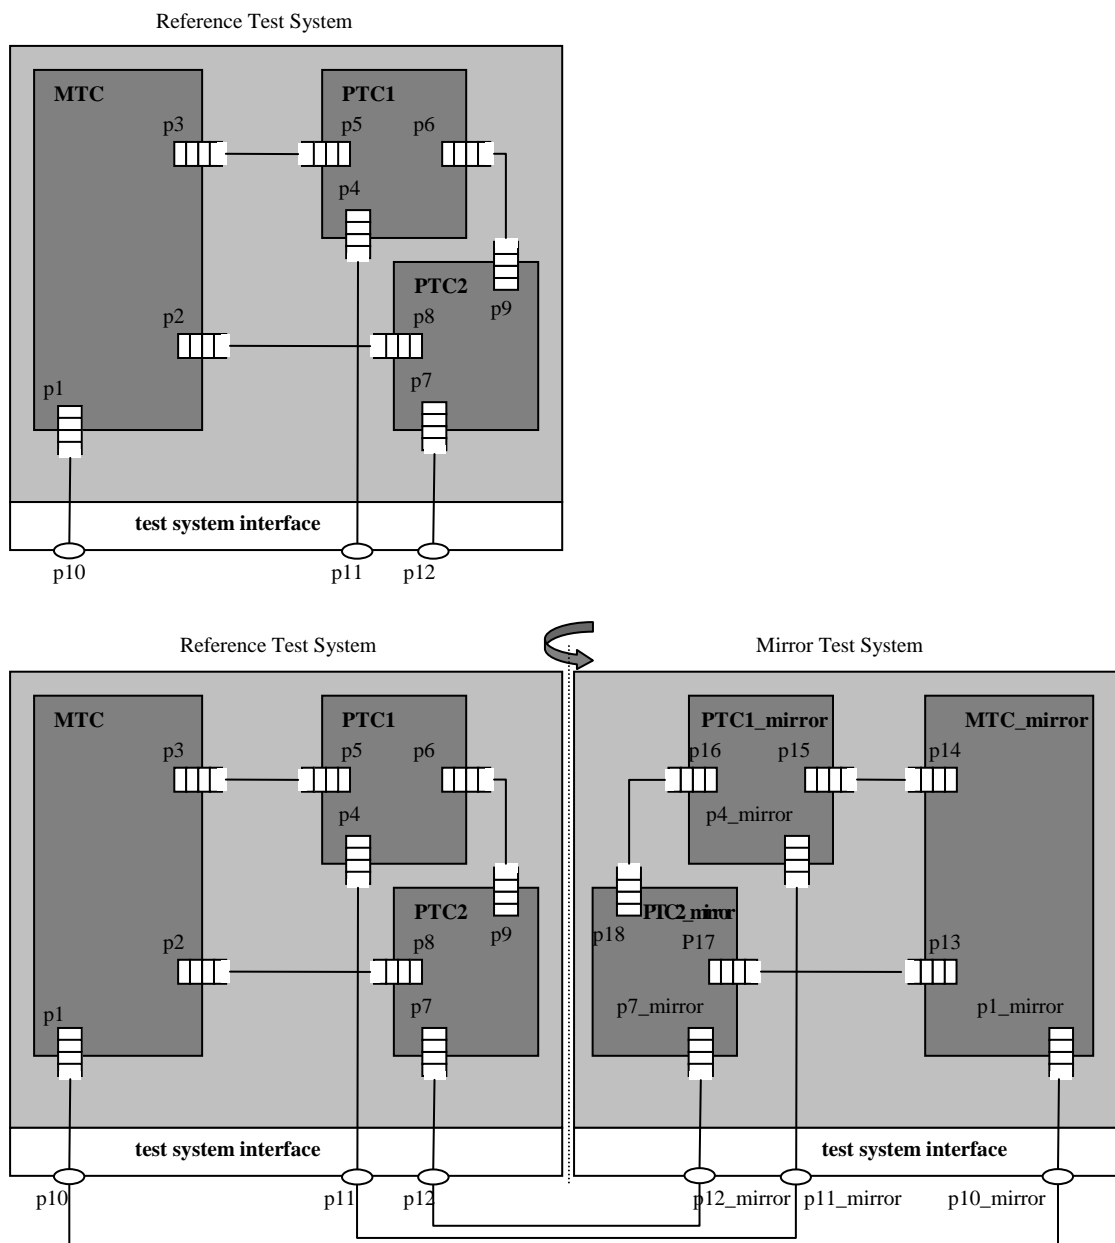 Reference Test System
MTC
PTC1
p3
p5
p6
p4
PTC2
p2
p8
p9
p7
p1
test system interface
p10
p11
p12
Reference Test System
Mirror Test System
MTC
PTC1
PTC1_mirror
MTC_mirror
p3
p5
p6
p16
p15
p14
p4
p4_mirror
PTC2
PTC2_mirror
p2
p8
p9
p18
P17
p13
p1
p7
p7_mirror
p1_mirror
test system interface
test system interface
p10
p11
p12
p12_mirror
p11_mirror
p10_mirror